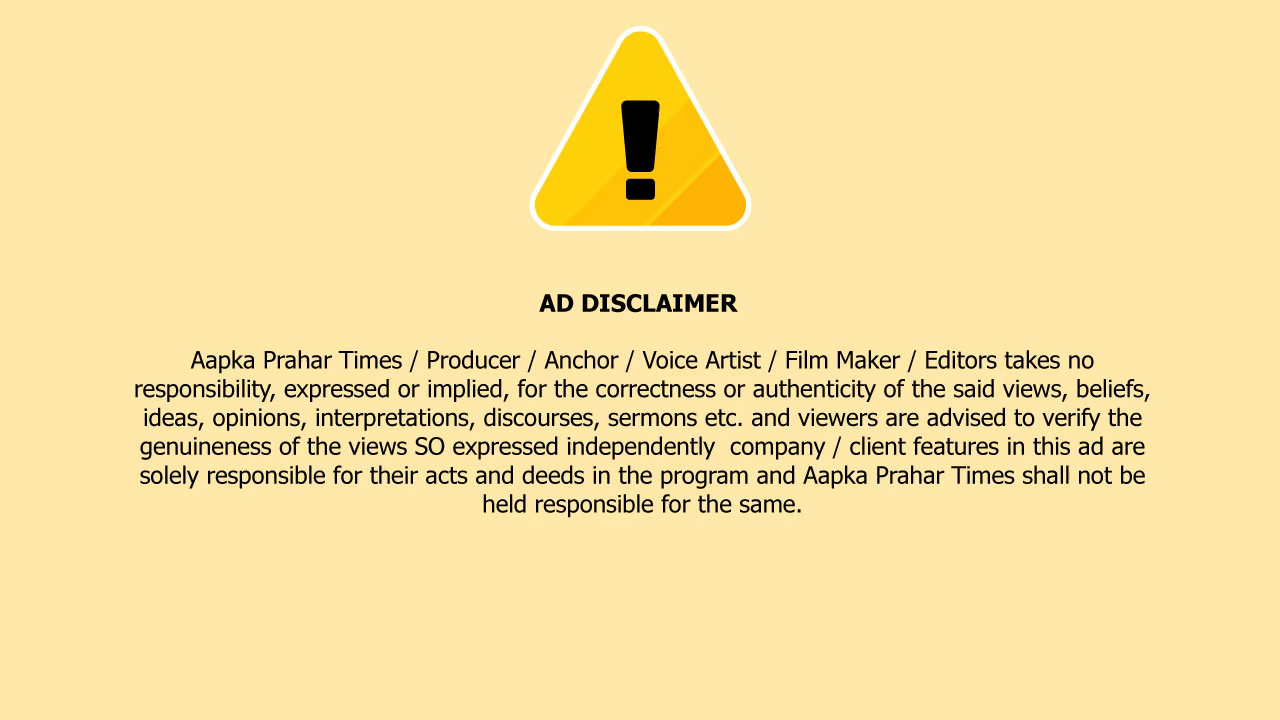 AD DISCLAIMER
Aapka Prahar Times / Producer / Anchor / Voice Artist / Film Maker / Editors takes no
responsibility, expressed or implied, for the correctness or authenticity of the said views, beliefs,
ideas, opinions, interpretations, discourses, sermons etc. and viewers are advised to verify the
genuineness of the views SO expressed independently  company / client features in this ad are
solely responsible for their acts and deeds in the program and Aapka Prahar Times shall not be
held responsible for the same.